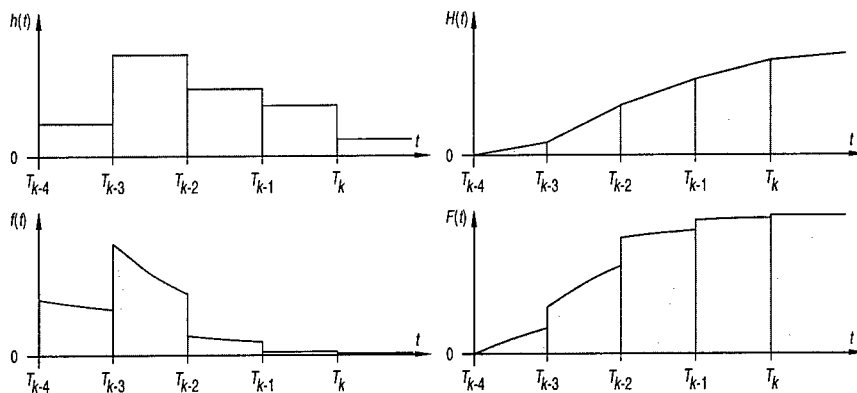 h(t)
0
t
T_{k-4} T_{k-3} T_{k-2} T_{k-1} T_k
H(t)
0
t
T_{k-4} T_{k-3} T_{k-2} T_{k-1} T_k
f(t)
0
t
T_{k-4} T_{k-3} T_{k-2} T_{k-1} T_k
F(t)
0
t
T_{k-4} T_{k-3} T_{k-2} T_{k-1} T_k